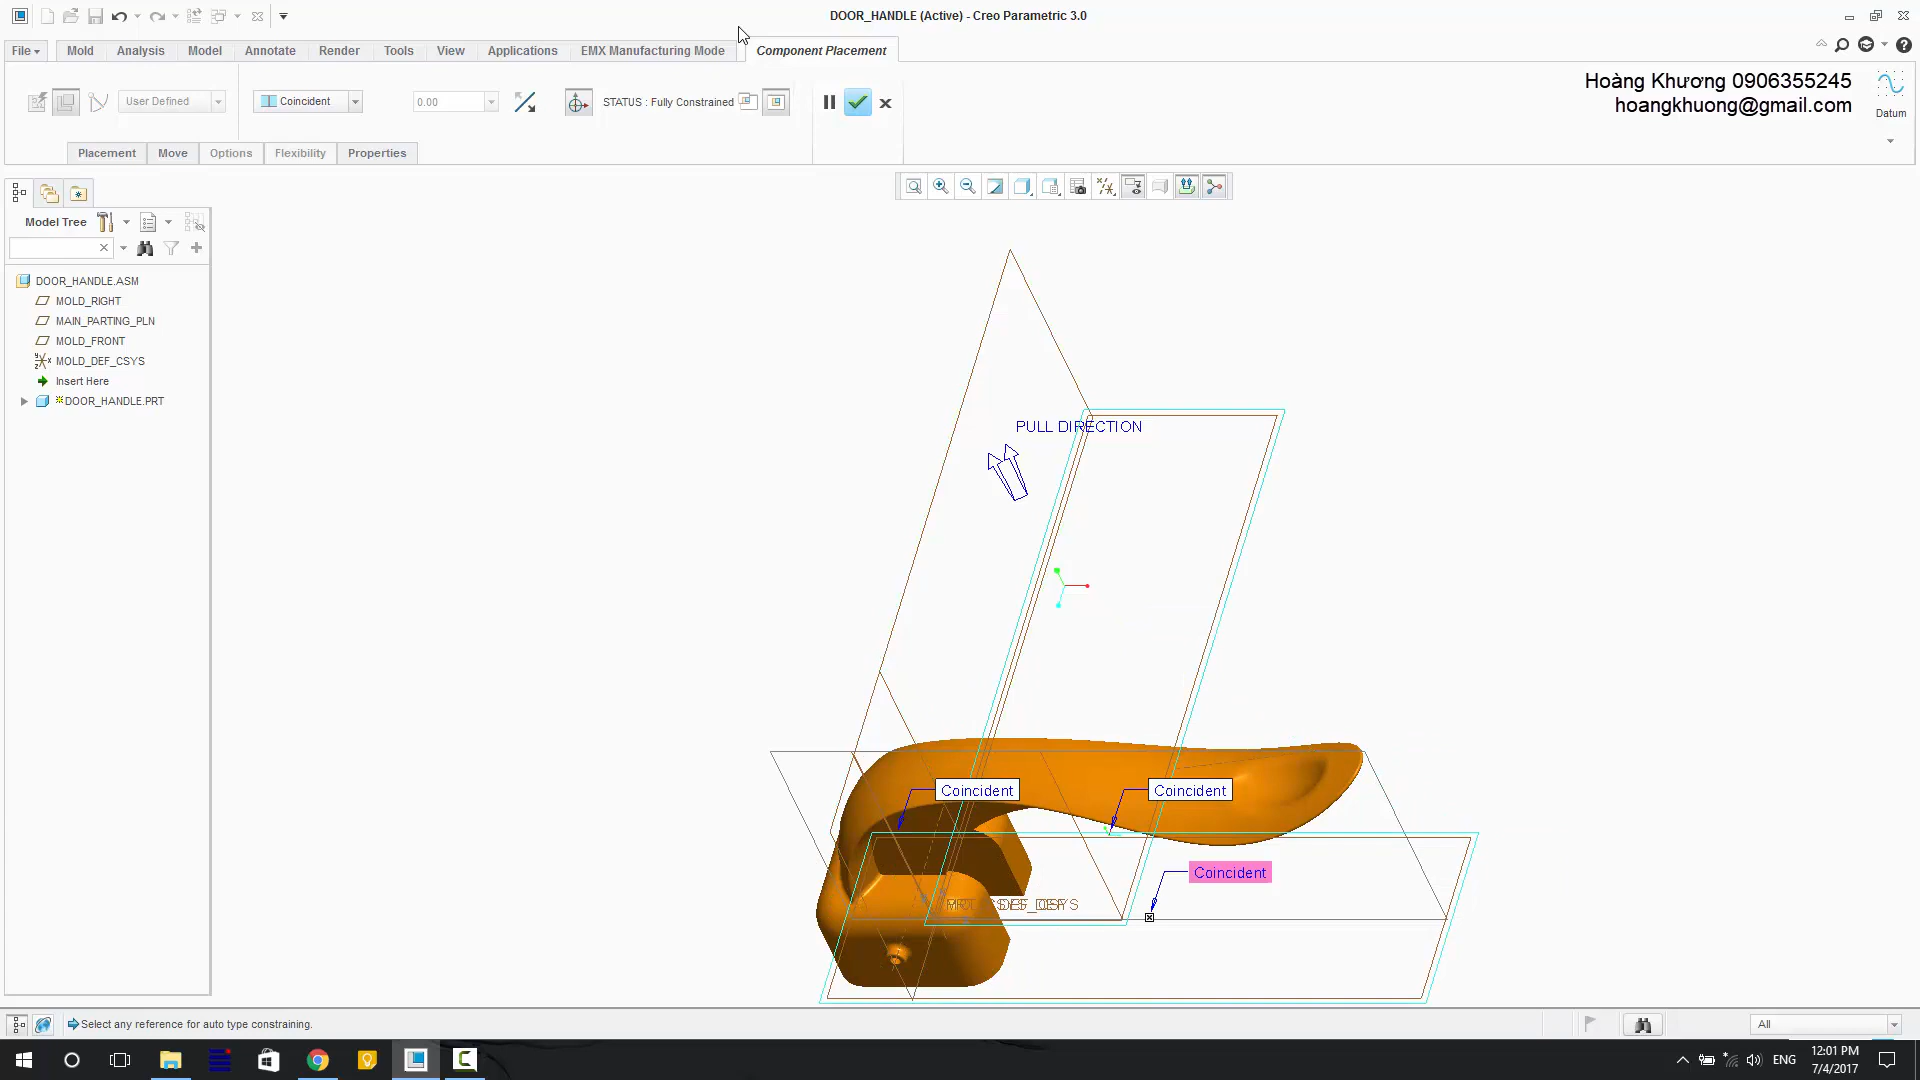 DOOR_HANDLE (Active) - Creo Parametric 3.0
File
Mold
Analysis
Model
Annotate
Render
Tools
View
Applications
EMX Manufacturing Mode
Component Placement
User Defined
Coincident
0.00
STATUS : Fully Constrained
Hoàng Khương 0906355245
hoangkhuong@gmail.com
Datum
Placement
Move
Options
Flexibility
Properties
Model Tree
DOOR_HANDLE.ASM
MOLD_RIGHT
MAIN_PARTING_PLN
MOLD_FRONT
MOLD_DEF_CSYS
Insert Here
DOOR_HANDLE.PRT
PULL DIRECTION
Coincident
Coincident
Coincident
Select any reference for auto type constraining.
All
ENG
12:01 PM
7/4/2017